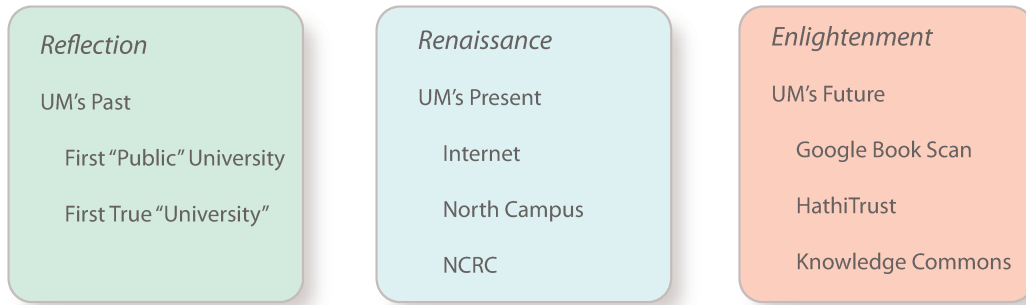 Reflection
UM’s Past
First “Public” University
First True “University”
Renaissance
UM’s Present
Internet
North Campus
NCRC
Enlightenment
UM’s Future
Google Book Scan
HathiTrust
Knowledge Commons